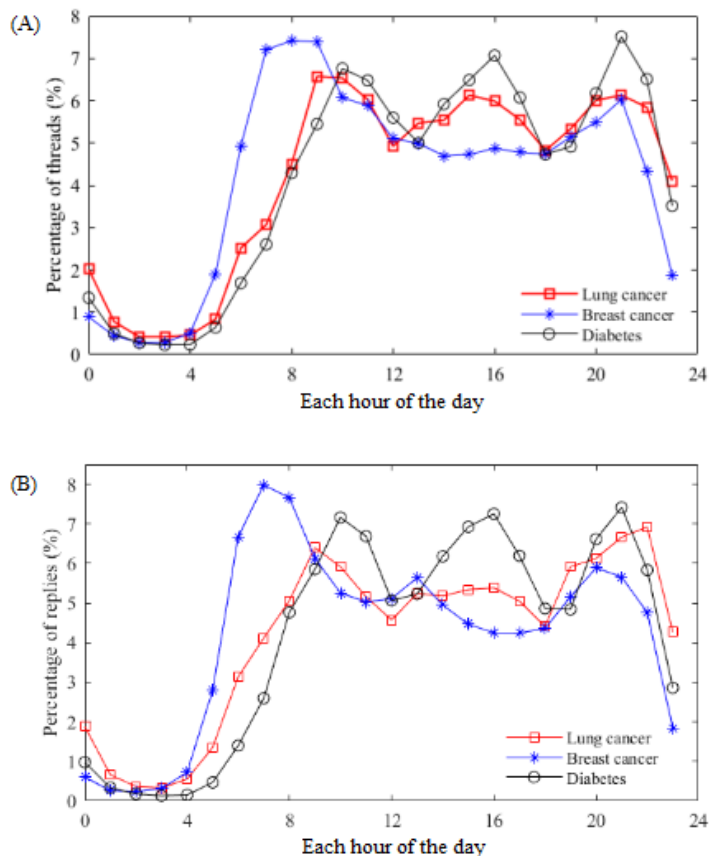 (A)
Percentage of threads (%)
8
7
6
5
4
3
2
1
0
Lung cancer
Breast cancer
Diabetes
0 4 8 12 16 20 24
Each hour of the day
(B)
Percentage of replies (%)
8
7
6
5
4
3
2
1
0
Lung cancer
Breast cancer
Diabetes
0 4 8 12 16 20 24
Each hour of the day